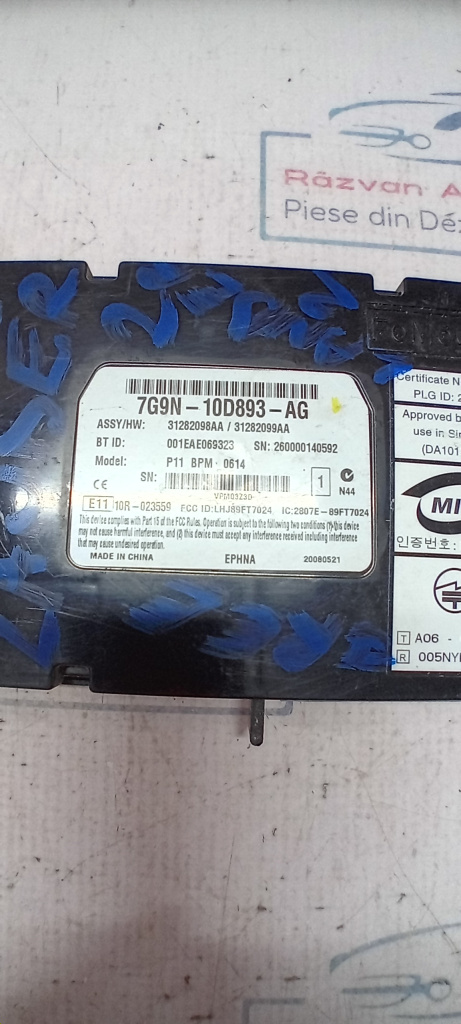 Răzvan A
Piese din Dez
7G9N - 10D893 - AG
ASSY/HW: 31282098AA / 31282099AA
BT ID: 001EAE069323 SN: 260000140592
Model: P11 BPM - 0614
SN:
1
N44
VPM03Z3D
CE
E11 10R - 023559 FCC ID:LHJ89FT7024 IC:2807E - 89FT7024
This device complies with Part 15 of the FCC Rules. Operation is subject to the following two conditions (1)this device
may not cause harmful interference, and (2) this device must accept any interference received including interference
that may cause undesired operation.
MADE IN CHINA EPHNA 20080521
Certificate N
PLG ID: 2
Approved b
use in Sin
(DA101
MI
인증번호:
T A06 -
R 005NY